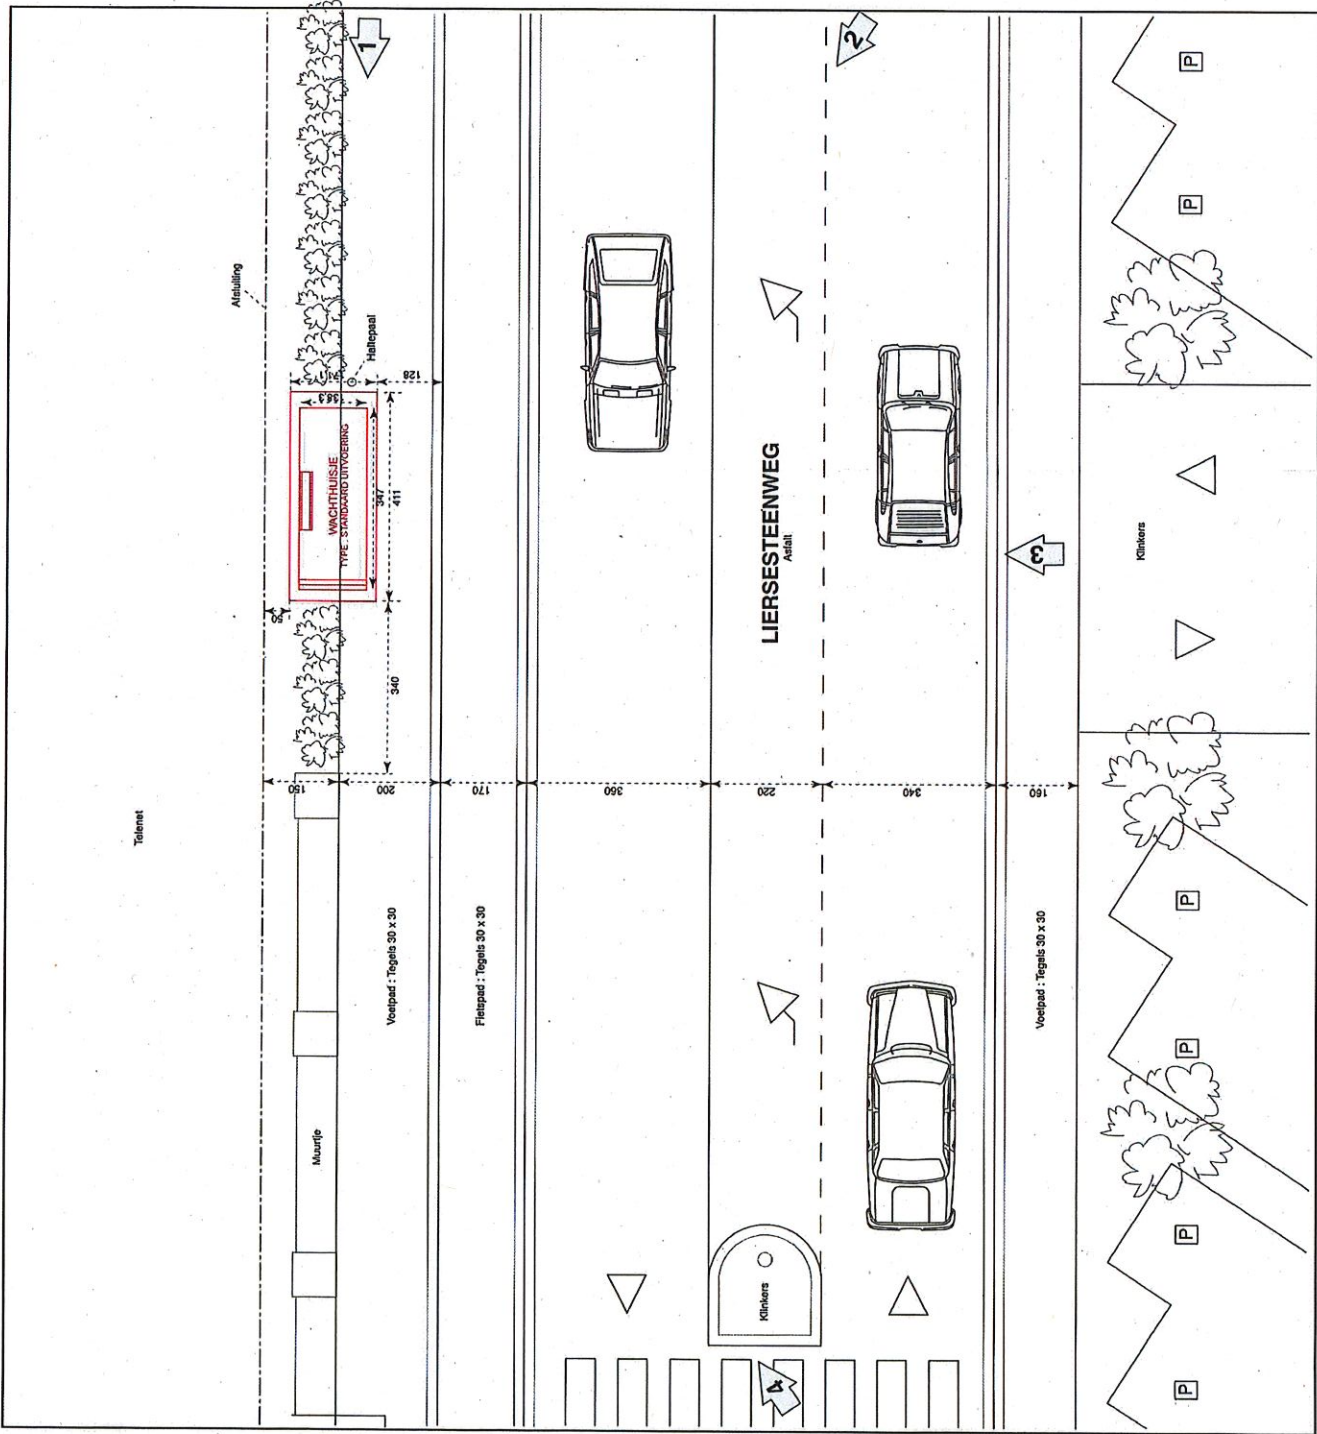 Telenet
Afsluiting
Haltepaal
WACHTHUISJE
TYPE : STANDAARD UITVOERING
347
411
128
50
340
150
200
170
360
220
340
160
Muurtje
Voetpad : Tegels 30 x 30
Fietspad : Tegels 30 x 30
LIERSESTEENWEG
Asfalt
Klinkers
Voetpad : Tegels 30 x 30
Klinkers
1
2
3
4
P
P
P
P
P
P